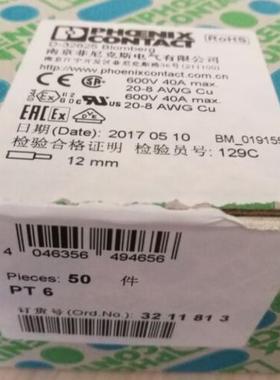 PHOENIX
CONTACT
RoHS
D-32825 Blomberg
南京菲尼克斯电气有限公司
http://www.phoenixcontact.com.cn
600V 40A max.
20-8 AWG Cu
600V 40A max.
20-8 AWG Cu
日期(Date): 2017 05 10
BM_019155
检验合格证明 检验员号: 129C
12 mm
4 046356 494656
Pieces: 50 件
PT 6
订货号(Ord.No.): 32 11 81 3